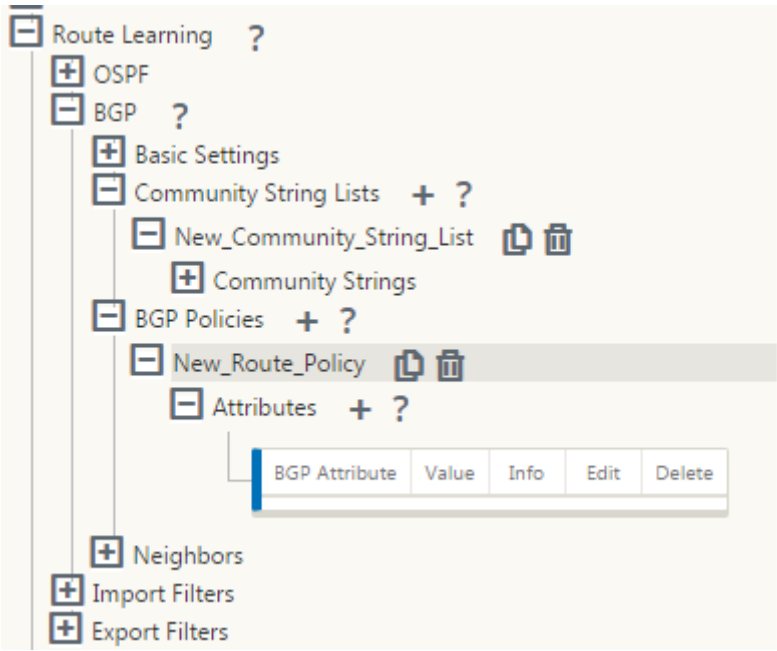 Route Learning ?
OSPF
BGP ?
Basic Settings
Community String Lists + ?
New_Community_String_List
Community Strings
BGP Policies + ?
New_Route_Policy
Attributes + ?
BGP Attribute Value Info Edit Delete
Neighbors
Import Filters
Export Filters